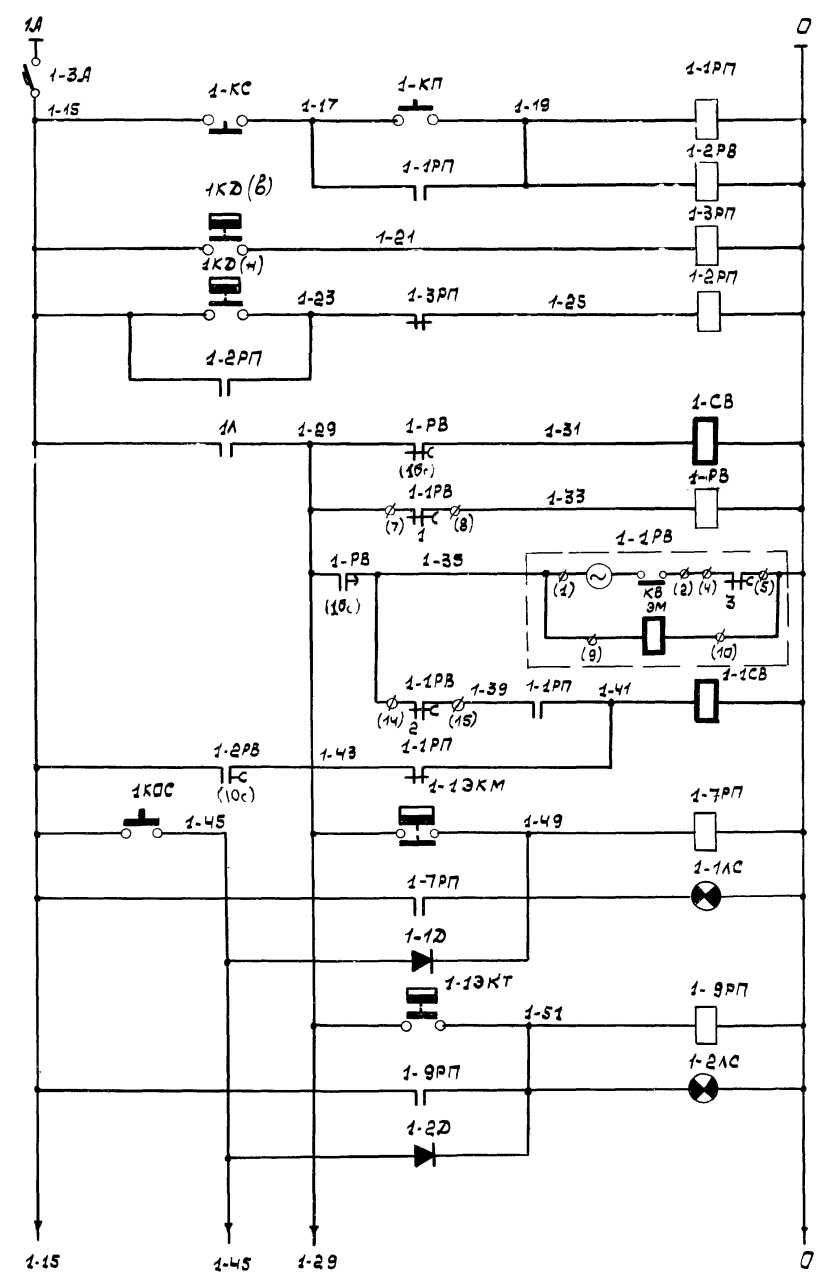 1А
О
1-3А
1-КС
1-КП
1-1РП
1-15
1-17
1-19
1-2РВ
1-1РП
1КД(в)
1-3РП
1-21
1КД(н)
1-2РП
1-23
1-3РП
1-25
1-2РП
1-СВ
1Л
1-29
1-РВ
1-31
(16с)
1-РВ
1-1РВ
1-33
(7)
1
(8)
1-1РВ
1-РВ
1-35
(1)
~
КВ
(2)
(4)
3
(5)
(16с)
ЭМ
(9)
(10)
1-1РВ
1-39
1-1РП
1-41
1-1СВ
(14)
2
(15)
1-2РВ
1-43
1-1РП
(10с)
1-1ЭКМ
1КОС
1-45
1-49
1-7РП
1-7РП
1-1ЛС
1-1Д
1-1ЭКТ
1-51
1-9РП
1-9РП
1-2ЛС
1-2Д
1-15
1-45
1-29
О